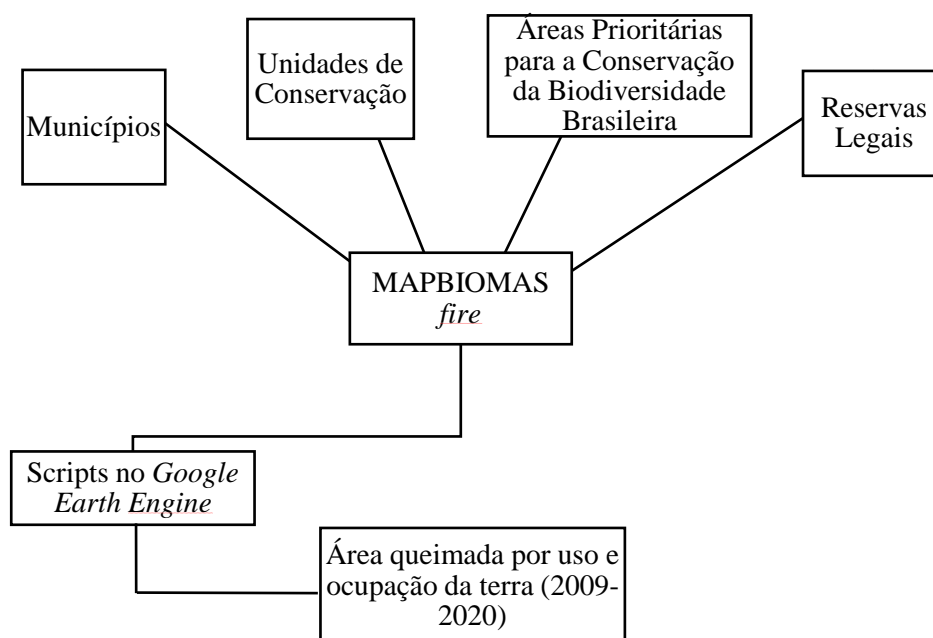 Municípios
Unidades de
Conservação
Áreas Prioritárias
para a Conservação
da Biodiversidade
Brasileira
Reservas
Legais
MAPBIOMAS
fire
Scripts no Google
Earth Engine
Área queimada por uso e
ocupação da terra (2009-
2020)